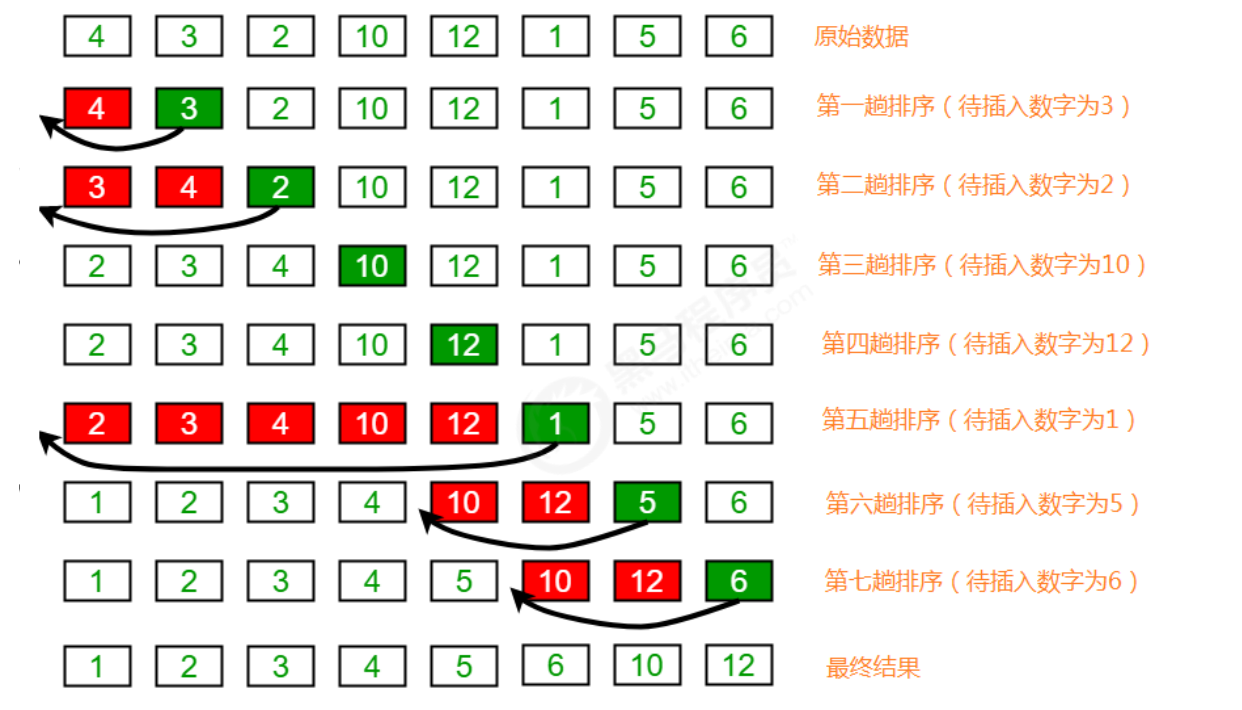 4 3 2 10 12 1 5 6 原始数据
4 3 2 10 12 1 5 6 第一趟排序（待插入数字为3）
3 4 2 10 12 1 5 6 第二趟排序（待插入数字为2）
2 3 4 10 12 1 5 6 第三趟排序（待插入数字为10）
2 3 4 10 12 1 5 6 第四趟排序（待插入数字为12）
2 3 4 10 12 1 5 6 第五趟排序（待插入数字为1）
1 2 3 4 10 12 5 6 第六趟排序（待插入数字为5）
1 2 3 4 5 10 12 6 第七趟排序（待插入数字为6）
1 2 3 4 5 6 10 12 最终结果